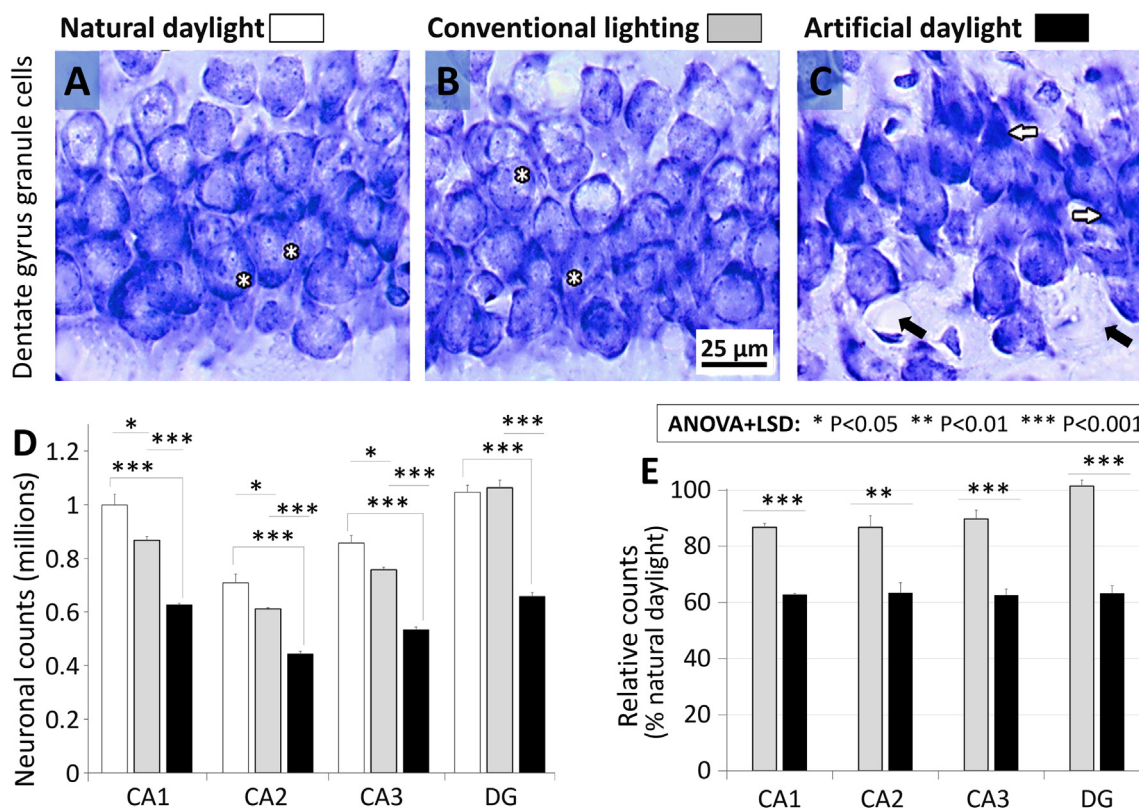 Natural daylight
Conventional lighting
Artificial daylight
Dentate gyrus granule cells
A
*
*
B
*
*
25 µm
C
D
Neuronal counts (millions)
1.2
1
0.8
0.6
0.4
0.2
0
* ***
***
* ***
***
* ***
***
***
***
CA1 CA2 CA3 DG
ANOVA+LSD: * P<0.05 ** P<0.01 *** P<0.001
E
Relative counts
(% natural daylight)
100
80
60
40
20
0
*** ** *** ***
CA1 CA2 CA3 DG